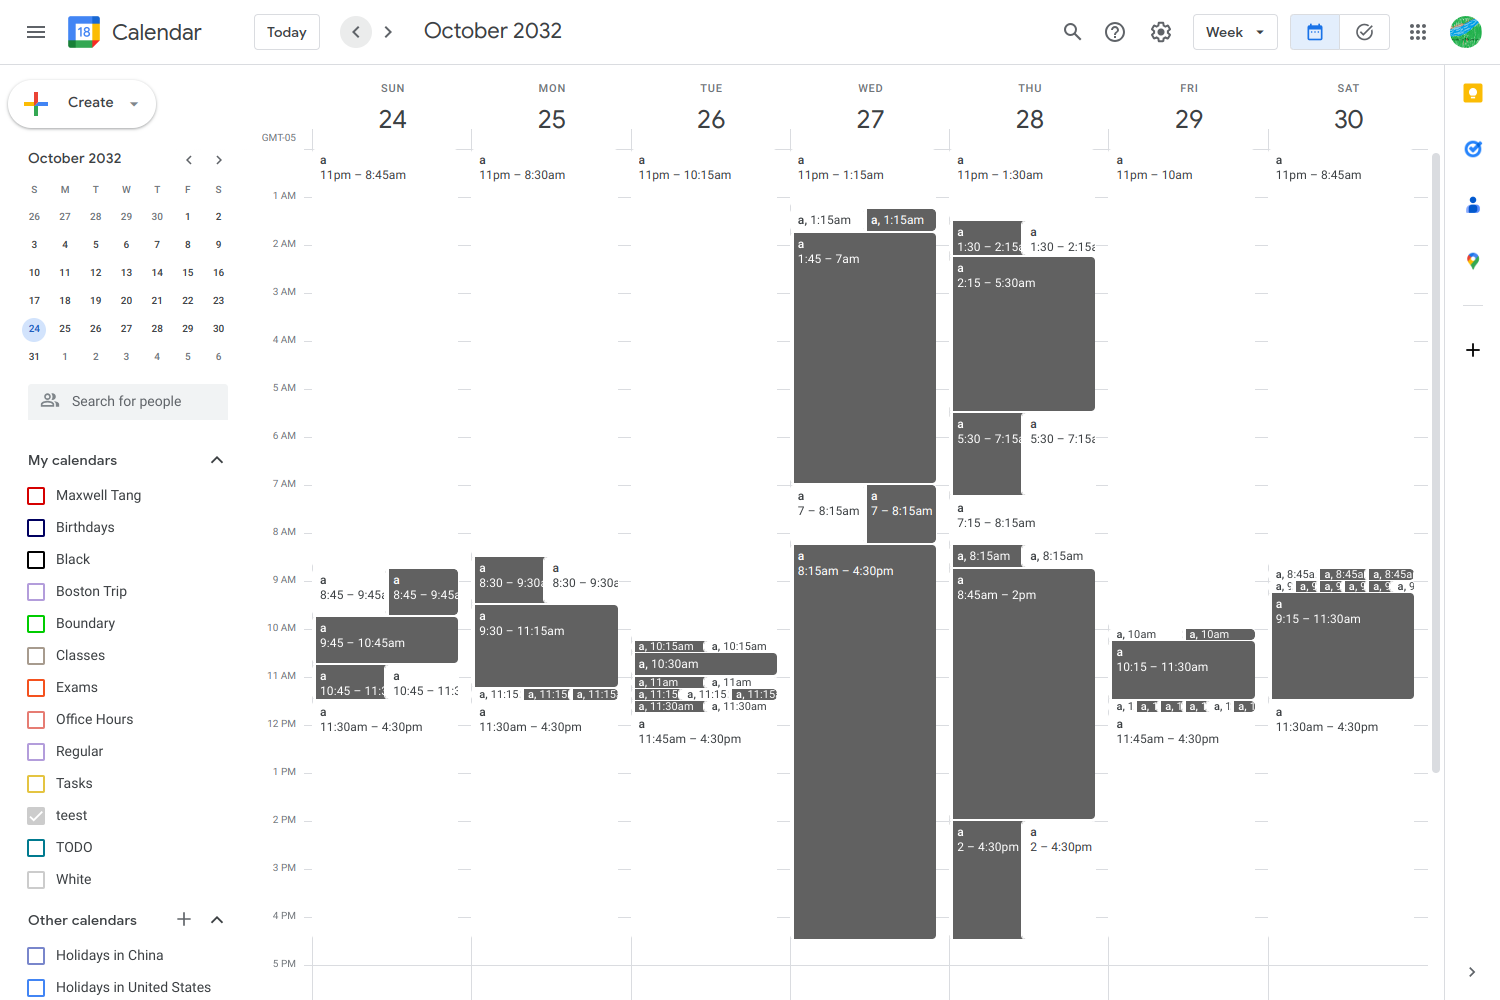 18 Calendar Today October 2032 Week
Create
October 2032
S M T W T F S
26 27 28 29 30 1 2
3 4 5 6 7 8 9
10 11 12 13 14 15 16
17 18 19 20 21 22 23
24 25 26 27 28 29 30
31 1 2 3 4 5 6
Search for people
My calendars
Maxwell Tang
Birthdays
Black
Boston Trip
Boundary
Classes
Exams
Office Hours
Regular
Tasks
teest
TODO
White
Other calendars
Holidays in China
Holidays in United States
GMT-05
1 AM
2 AM
3 AM
4 AM
5 AM
6 AM
7 AM
8 AM
9 AM
10 AM
11 AM
12 PM
1 PM
2 PM
3 PM
4 PM
5 PM
SUN
24
a
11pm – 8:45am
a
8:45 – 9:45a
a
8:45 – 9:45a
a
9:45 – 10:45am
a
10:45 – 11:3
a
10:45 – 11:3
a
11:30am – 4:30pm
MON
25
a
11pm – 8:30am
a
8:30 – 9:30a
a
8:30 – 9:30a
a
9:30 – 11:15am
a, 11:15 a, 11:15 a, 11:15
a
11:30am – 4:30pm
TUE
26
a
11pm – 10:15am
a, 10:15am a, 10:15am
a, 10:30am
a, 11am a, 11am
a, 11:15 a, 11:15 a, 11:15
a, 11:30am a, 11:30am
a
11:45am – 4:30pm
WED
27
a
11pm – 1:15am
a, 1:15am a, 1:15am
a
1:45 – 7am
a
7 – 8:15am
a
7 – 8:15am
a
8:15am – 4:30pm
THU
28
a
11pm – 1:30am
a
1:30 – 2:15a
a
1:30 – 2:15a
a
2:15 – 5:30am
a
5:30 – 7:15a
a
5:30 – 7:15a
a
7:15 – 8:15am
a, 8:15am a, 8:15am
a
8:45am – 2pm
a
2 – 4:30pm
a
2 – 4:30pm
FRI
29
a
11pm – 10am
a, 10am a, 10am
a
10:15 – 11:30am
a, 1 a, 1 a, 1 a, 1 a, 1 a, 1
a
11:45am – 4:30pm
SAT
30
a
11pm – 8:45am
a, 8:45a a, 8:45a a, 8:45a
a, 9 a, 9 a, 9 a, 9 a, 9 a, 9
a
9:15 – 11:30am
a
11:30am – 4:30pm